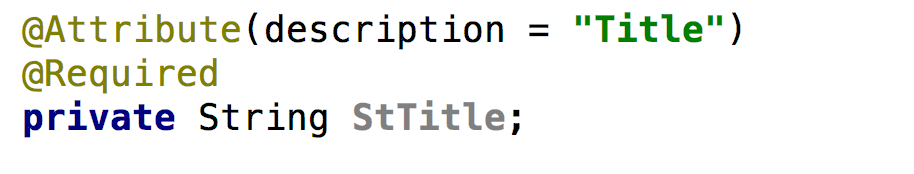 @Attribute(description = "Title")
@Required
private String StTitle;